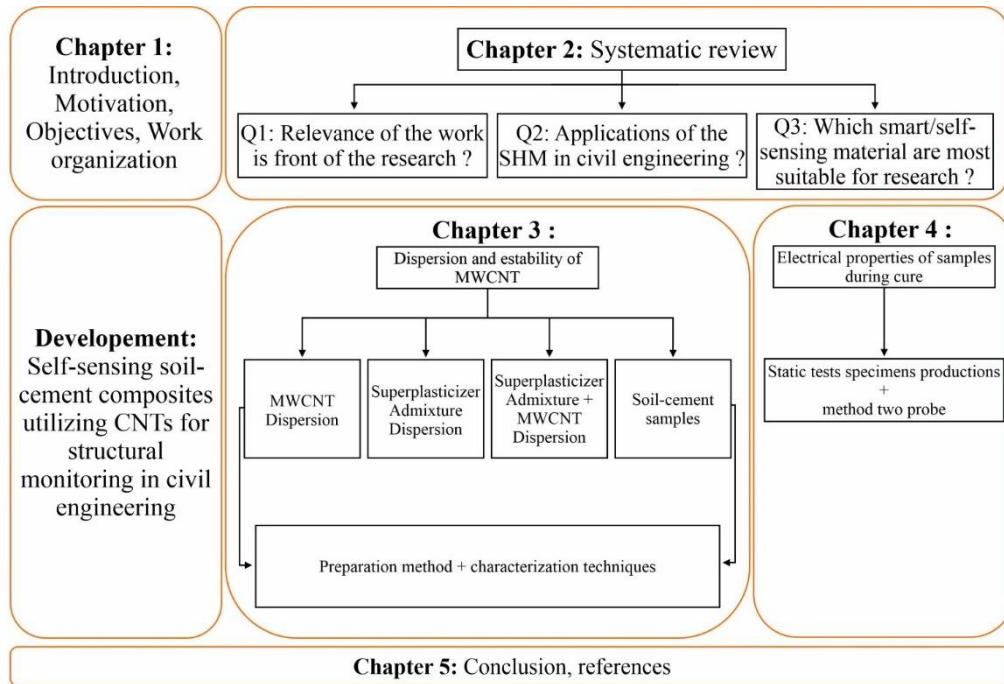 Chapter 1:
Introduction,
Motivation,
Objectives, Work
organization
Chapter 2: Systematic review
Q1: Relevance of the work
is front of the research ?
Q2: Applications of the
SHM in civil engineering ?
Q3: Which smart/self-
sensing material are most
suitable for research ?
Developement:
Self-sensing soil-
cement composites
utilizing CNTs for
structural
monitoring in civil
engineering
Chapter 3 :
Dispersion and estability of
MWCNT
MWCNT
Dispersion
Superplasticizer
Admixture
Dispersion
Superplasticizer
Admixture +
MWCNT
Dispersion
Soil-cement
samples
Preparation method + characterization techniques
Chapter 4 :
Electrical properties of samples
during cure
Static tests specimens productions
+
method two probe
Chapter 5: Conclusion, references